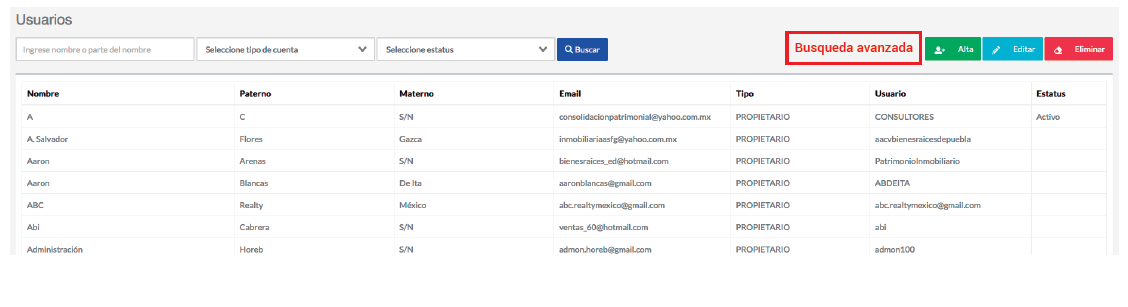 Usuarios
Ingrese nombre o parte del nombre Seleccione tipo de cuenta Seleccione estatus Buscar Busqueda avanzada Alta Editar Eliminar
Nombre Paterno Materno Email Tipo Usuario Estatus
A C S/N consolidacionpatrimonial@yahoo.com.mx PROPIETARIO CONSULTORES Activo
A. Salvador Flores Gazca inmobiliariaasfg@yahoo.com.mx PROPIETARIO aacvbienesraicesdepuebla
Aaron Arenas S/N bienesraices_ed@hotmail.com PROPIETARIO PatrimonioInmobiliario
Aaron Blancas De Ita aaronblancas@gmail.com PROPIETARIO ABDEITA
ABC Realty México abc.realtymexico@gmail.com PROPIETARIO abc.realtymexico@gmail.com
Abi Cabrera S/N ventas_60@hotmail.com PROPIETARIO abi
Administración Horeb S/N admon.horeb@gmail.com PROPIETARIO admon100